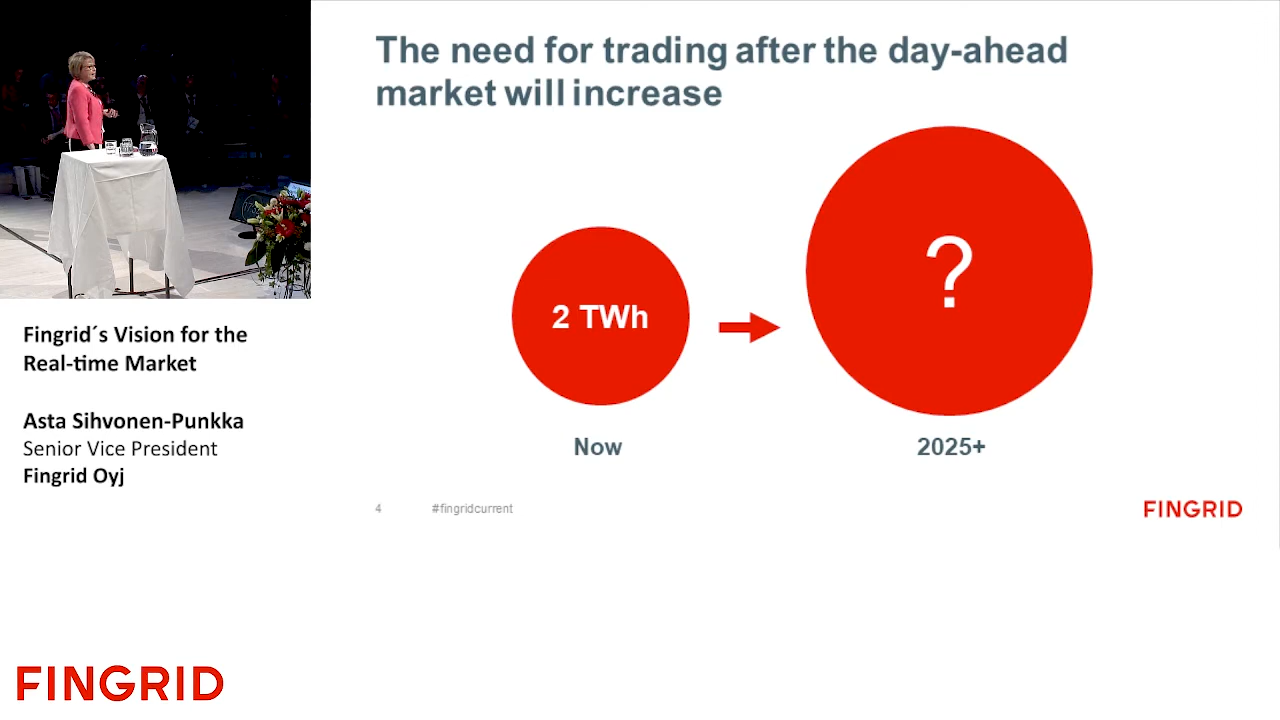 The need for trading after the day-ahead
market will increase
2 TWh
?
Now
2025+
4
#fingridcurrent
FINGRID
Fingrid´s Vision for the
Real-time Market
Asta Sihvonen-Punkka
Senior Vice President
Fingrid Oyj
FINGRID